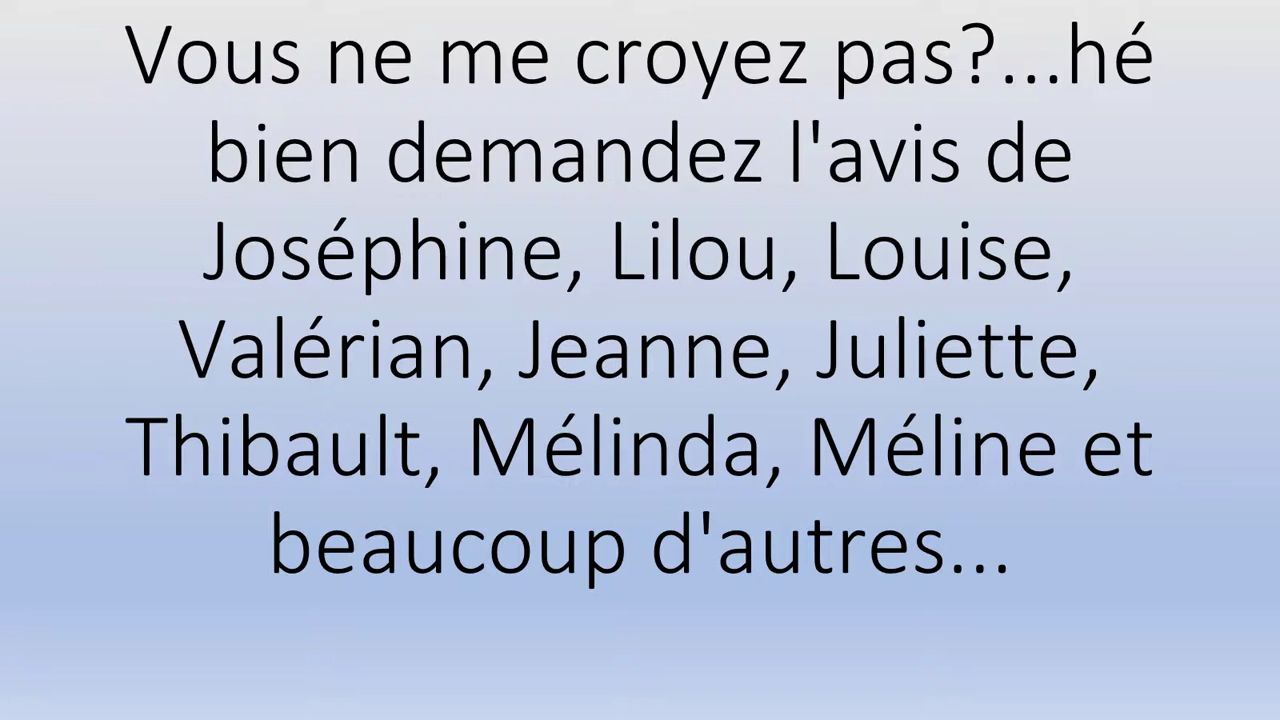 Vous ne me croyez pas?...hé
bien demandez l'avis de
Joséphine, Lilou, Louise,
Valérian, Jeanne, Juliette,
Thibault, Mélinda, Méline et
beaucoup d'autres...